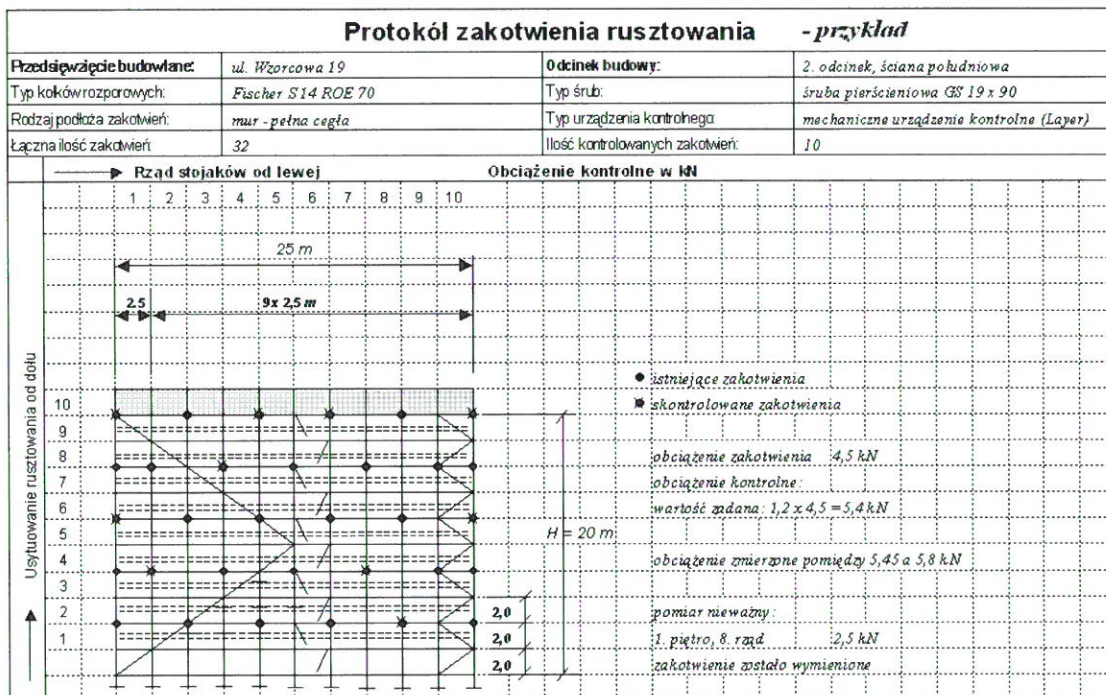 Protokół zakotwienia rusztowania - przykład
Przedsięwzięcie budowlane: ul. Wzorcowa 19 Odcinek budowy: 2. odcinek, ściana południowa
Typ kołków rozporowych: Fischer S 14 ROE 70 Typ śrub: śruba pierścieniowa GS 19 x 90
Rodzaj podłoża zakotwień: mur - pełna cegła Typ urządzenia kontrolnego: mechaniczne urządzenie kontrolne (Layer)
Łączna ilość zakotwień: 32 Ilość kontrolowanych zakotwień: 10
Rząd stojaków od lewej Obciążenie kontrolne w kN
1 2 3 4 5 6 7 8 9 10
25 m
2.5 9x 2,5 m
Usytuowanie rusztowania od dołu
istniejące zakotwienia
10 skontrolowane zakotwienia
9
8 obciążenie zakotwienia 4,5 kN
7 obciążenie kontrolne:
6 wartość zadana: 1,2 x 4,5 = 5,4 kN
5 H = 20 m
4 obciążenie zmierzone pomiędzy 5,45 a 5,8 kN
3
2 2,0 pomiar nieważny:
1 2,0 1. piętro, 8. rząd 2,5 kN
2,0 zakotwienie zostało wymienione